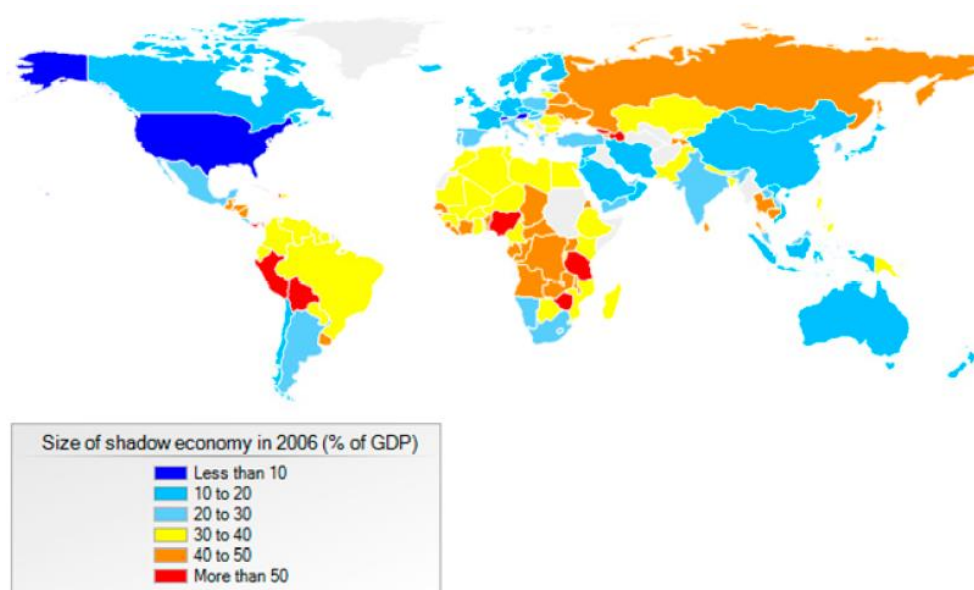 Size of shadow economy in 2006 (% of GDP)
Less than 10
10 to 20
20 to 30
30 to 40
40 to 50
More than 50